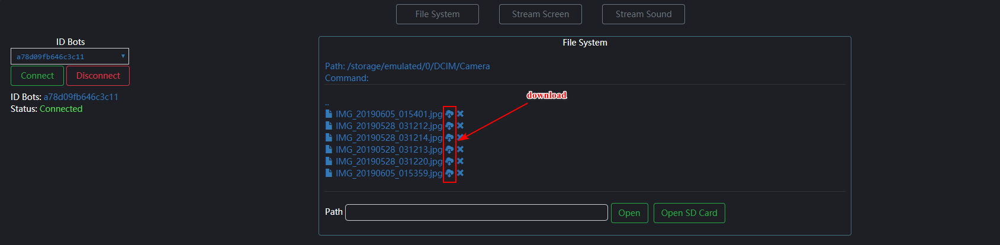 File System Stream Screen Stream Sound
ID Bots
a78d09fb646c3c11
Connect Disconnect
ID Bots: a78d09fb646c3c11
Status: Connected
File System
Path: /storage/emulated/0/DCIM/Camera
Command:
download
..
IMG_20190605_015401.jpg
IMG_20190528_031212.jpg
IMG_20190528_031214.jpg
IMG_20190528_031213.jpg
IMG_20190528_031220.jpg
IMG_20190605_015359.jpg
Path Open Open SD Card